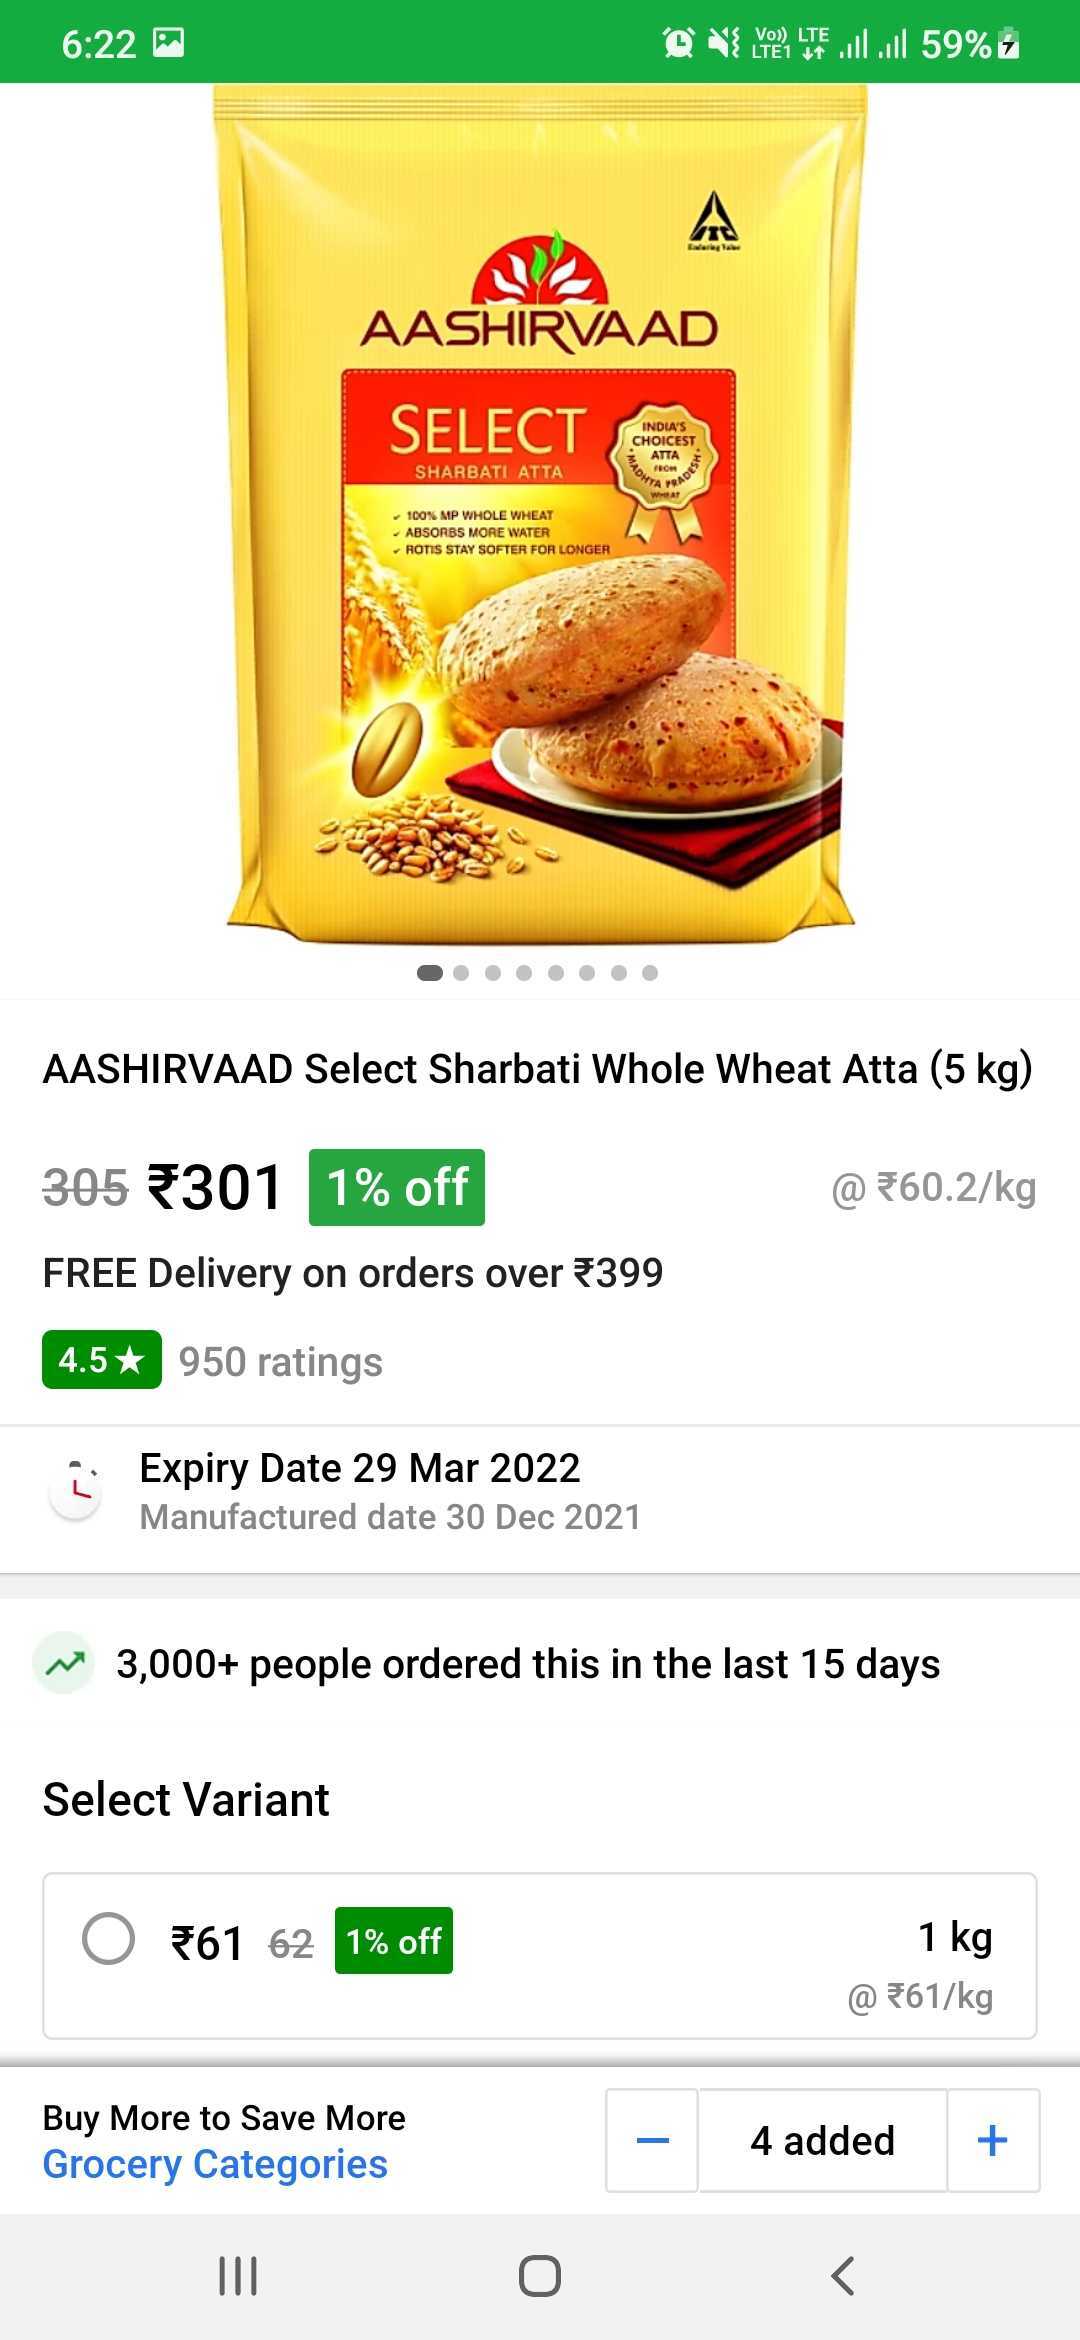 6:22
Vo)) LTE
LTE1
59%
ITC
Enduring Value
AASHIRVAAD
SELECT
SHARBATI ATTA
INDIA'S
CHOICEST
ATTA
FROM
MADHYA PRADESH
WHEAT
✓ 100% MP WHOLE WHEAT
✓ ABSORBS MORE WATER
✓ ROTIS STAY SOFTER FOR LONGER
AASHIRVAAD Select Sharbati Whole Wheat Atta (5 kg)
305 ₹301 1% off @ ₹60.2/kg
FREE Delivery on orders over ₹399
4.5★ 950 ratings
Expiry Date 29 Mar 2022
Manufactured date 30 Dec 2021
3,000+ people ordered this in the last 15 days
Select Variant
₹61 62 1% off 1 kg
@ ₹61/kg
Buy More to Save More
Grocery Categories
− 4 added +